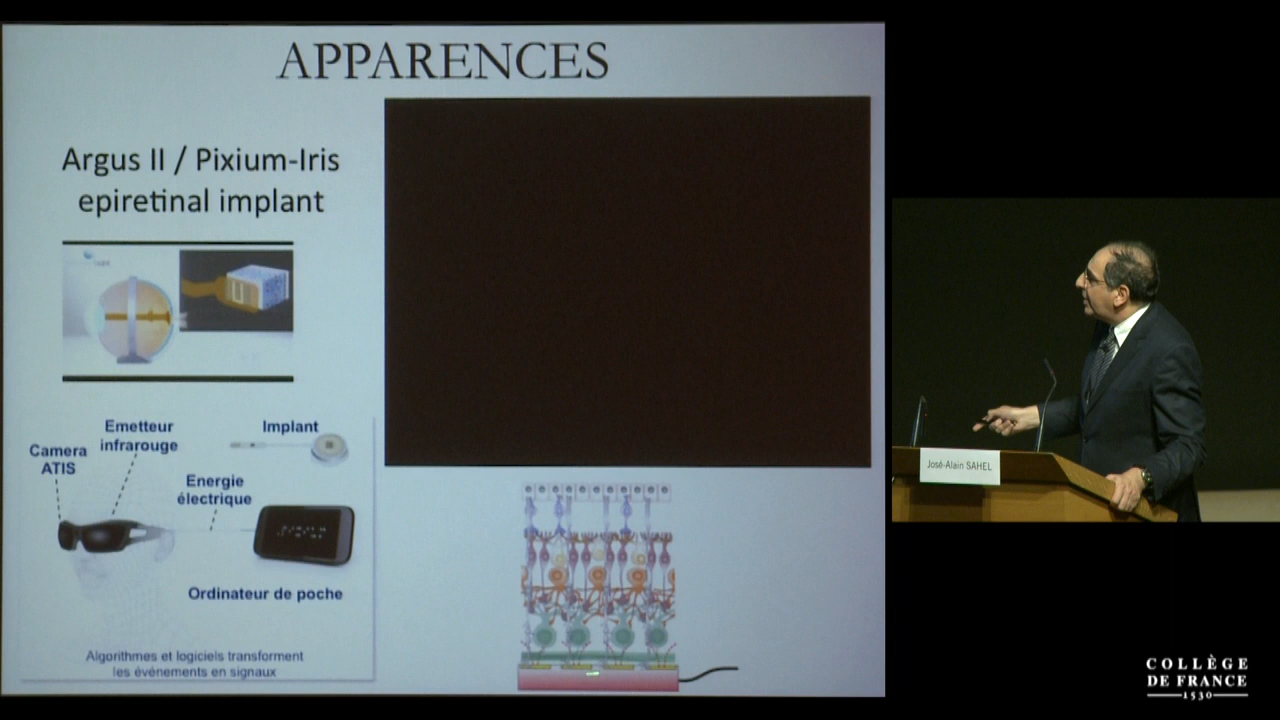 APPARENCES
Argus II / Pixium-Iris
epiretinal implant
Emetteur
infrarouge
Implant
Camera
ATIS
Energie
électrique
Ordinateur de poche
Algorithmes et logiciels transforment
les événements en signaux
José-Alain SAHEL
COLLÈGE
DE FRANCE
1530